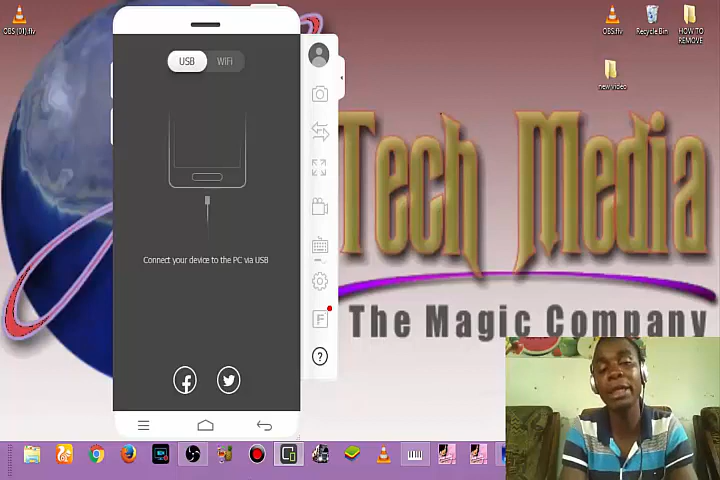 OBS (01).flv
OBS.flv
Recycle Bin
HOW TO
REMOVE
new video
USB
WiFi
Connect your device to the PC via USB
F
?
Tech Media
The Magic Company